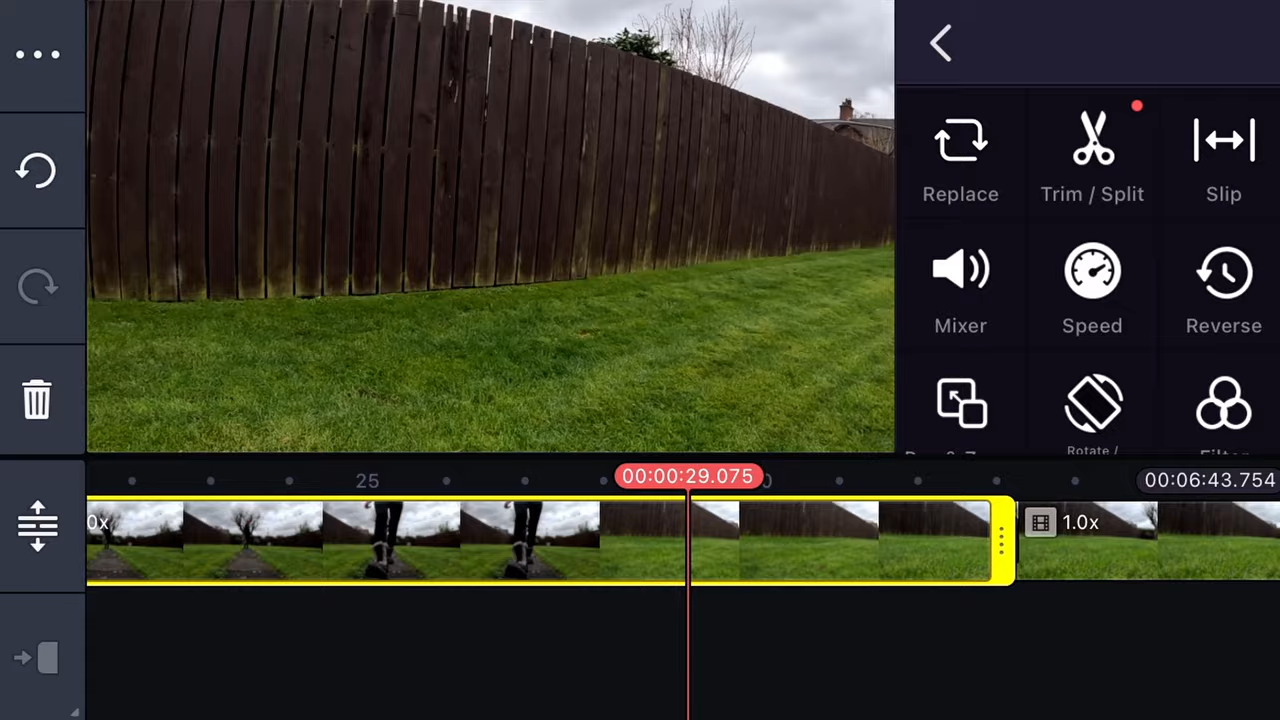 Replace
Trim / Split
Slip
Mixer
Speed
Reverse
Rotate /
25
00:00:29.075
00:06:43.754
0x
1.0x